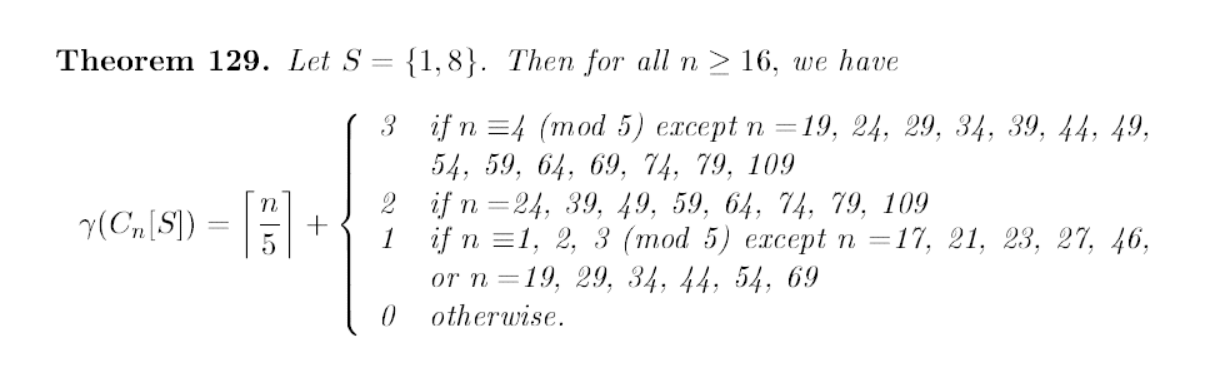 Theorem 129. Let S = {1, 8}. Then for all n ≥ 16, we have
3 if n ≡4 (mod 5) except n =19, 24, 29, 34, 39, 44, 49,
54, 59, 64, 69, 74, 79, 109
2 if n =24, 39, 49, 59, 64, 74, 79, 109
γ(Cn[S]) = ⌈n/5⌉ + {
1 if n ≡1, 2, 3 (mod 5) except n =17, 21, 23, 27, 46,
or n =19, 29, 34, 44, 54, 69
0 otherwise.